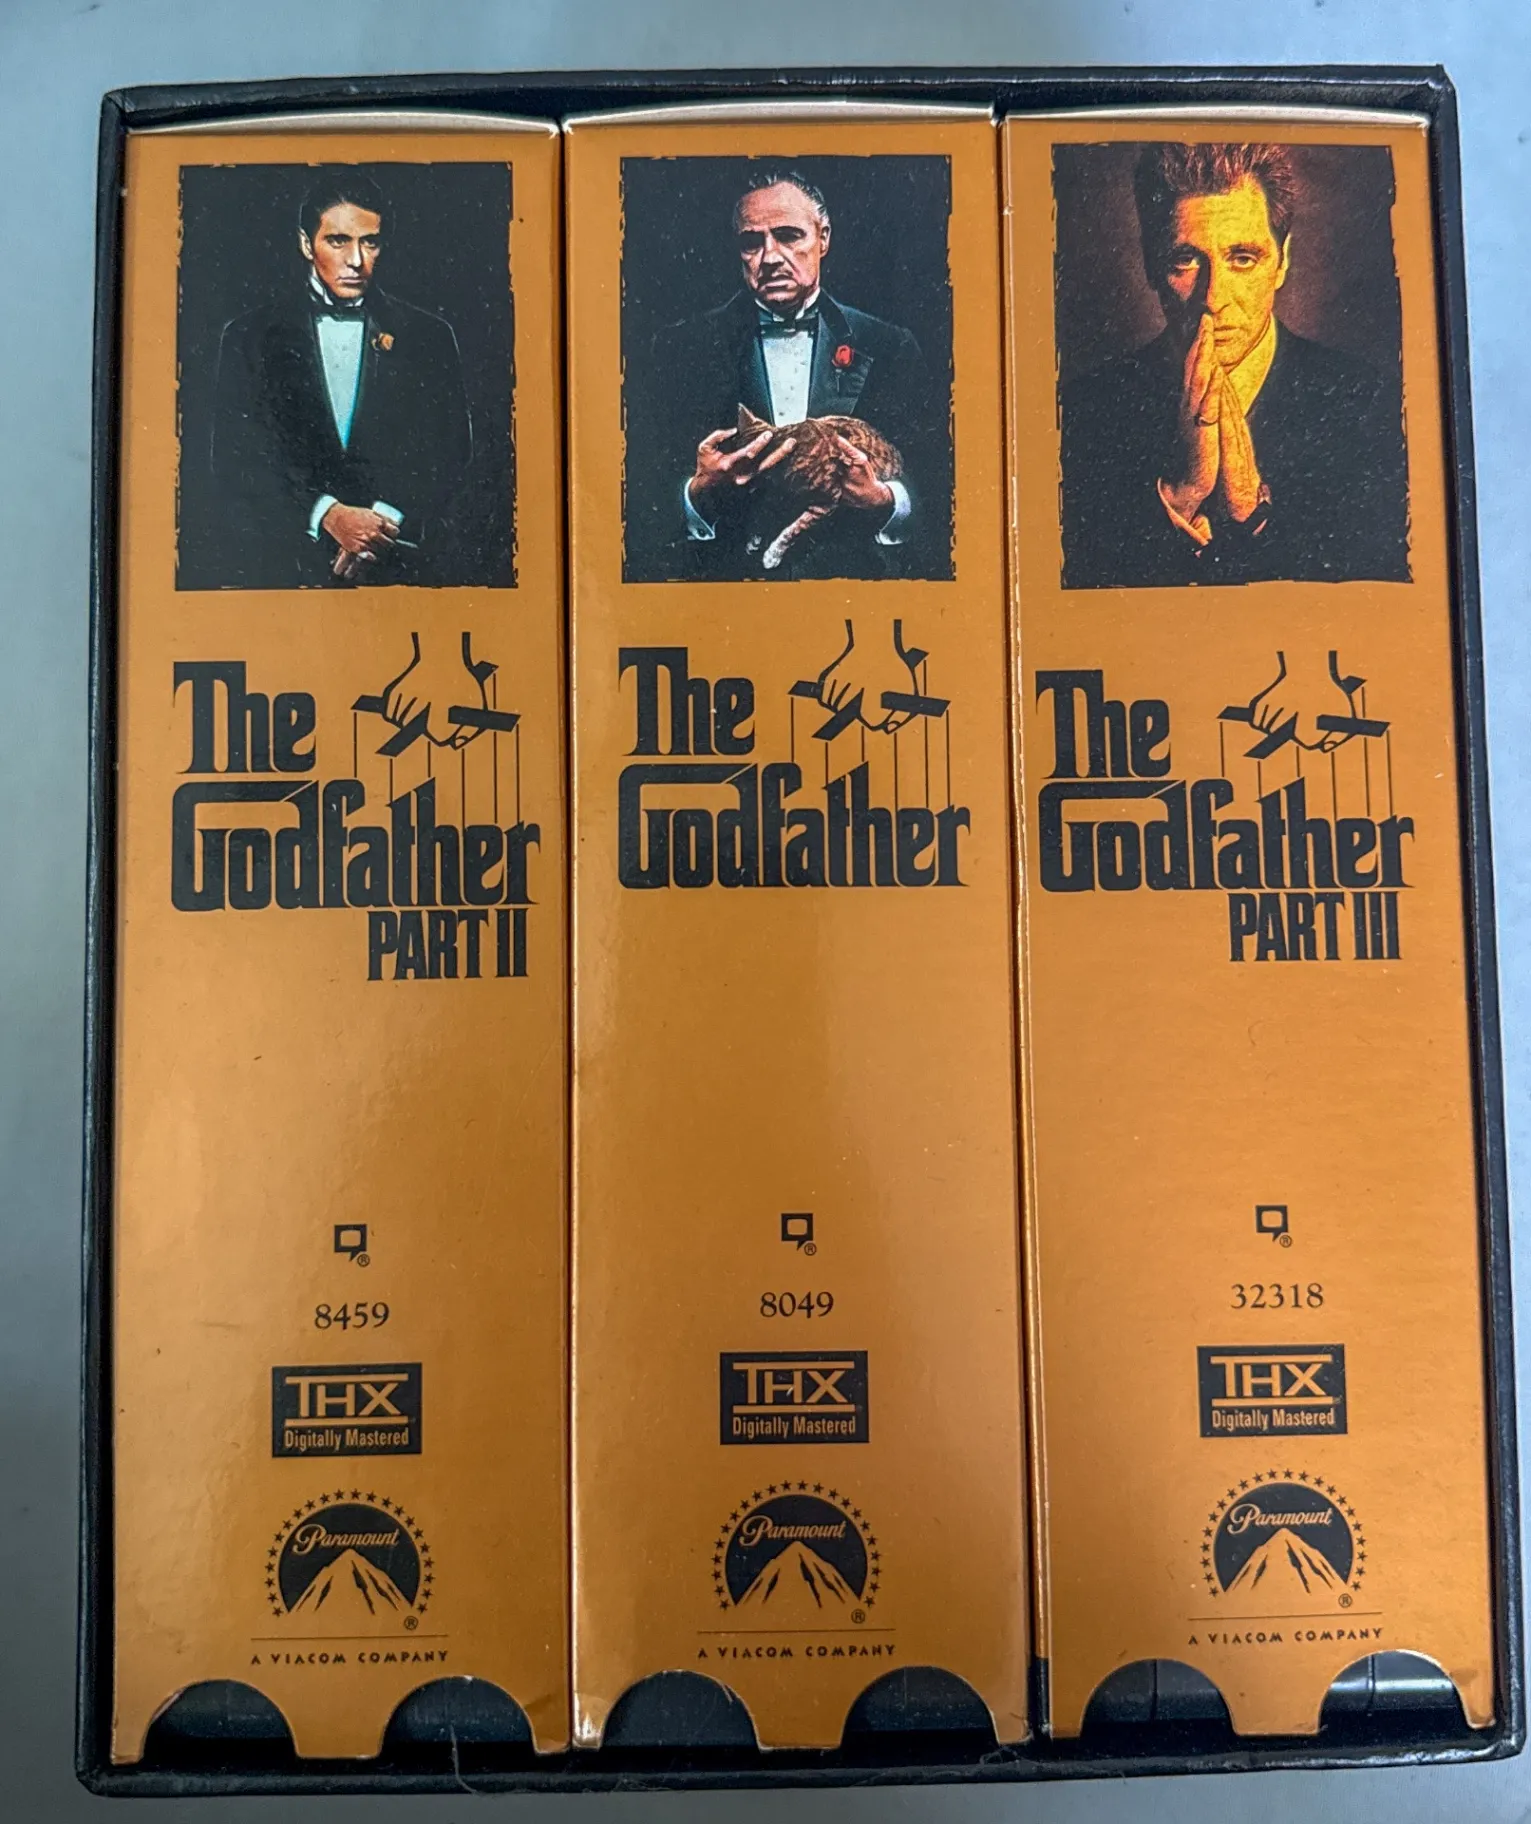 The
Godfather
PART II
®
8459
THX
Digitally Mastered
Paramount
®
A VIACOM COMPANY
The
Godfather
®
8049
THX
Digitally Mastered
Paramount
®
A VIACOM COMPANY
The
Godfather
PART III
®
32318
THX
Digitally Mastered
Paramount
®
A VIACOM COMPANY